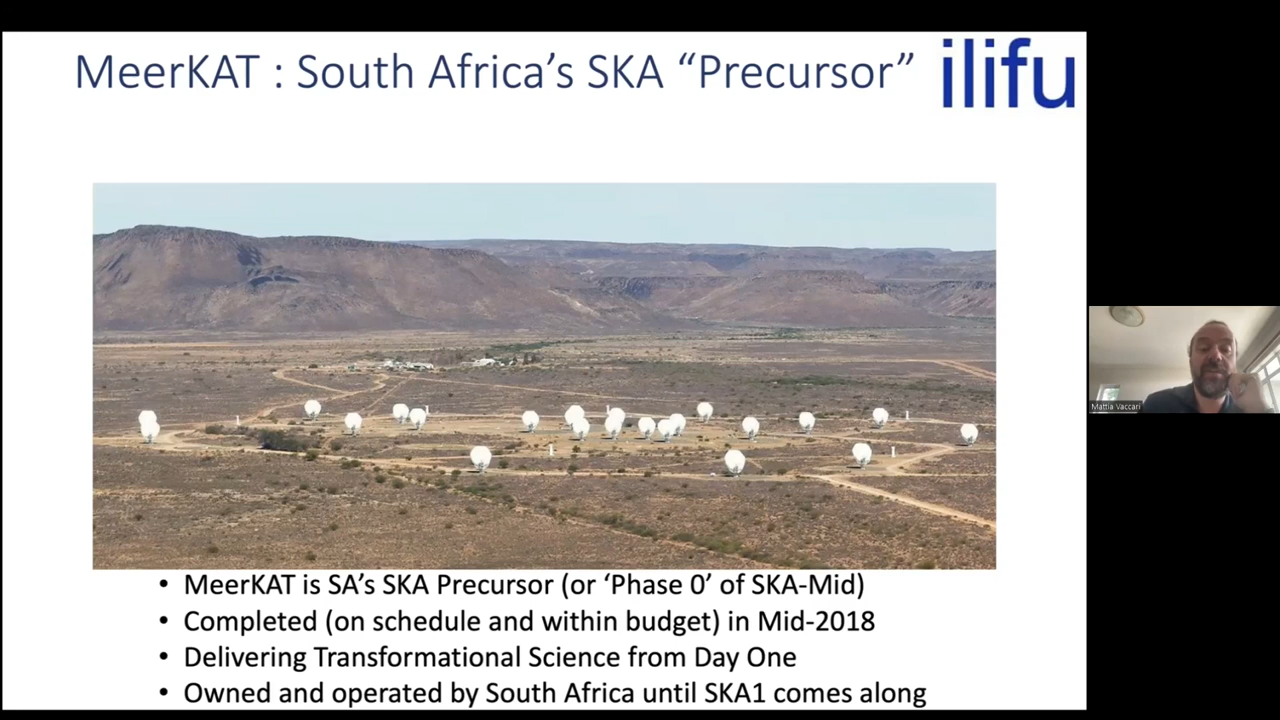 MeerKAT : South Africa’s SKA “Precursor”
ilifu
Mattia Vaccari
• MeerKAT is SA’s SKA Precursor (or ‘Phase 0’ of SKA-Mid)
• Completed (on schedule and within budget) in Mid-2018
• Delivering Transformational Science from Day One
• Owned and operated by South Africa until SKA1 comes along